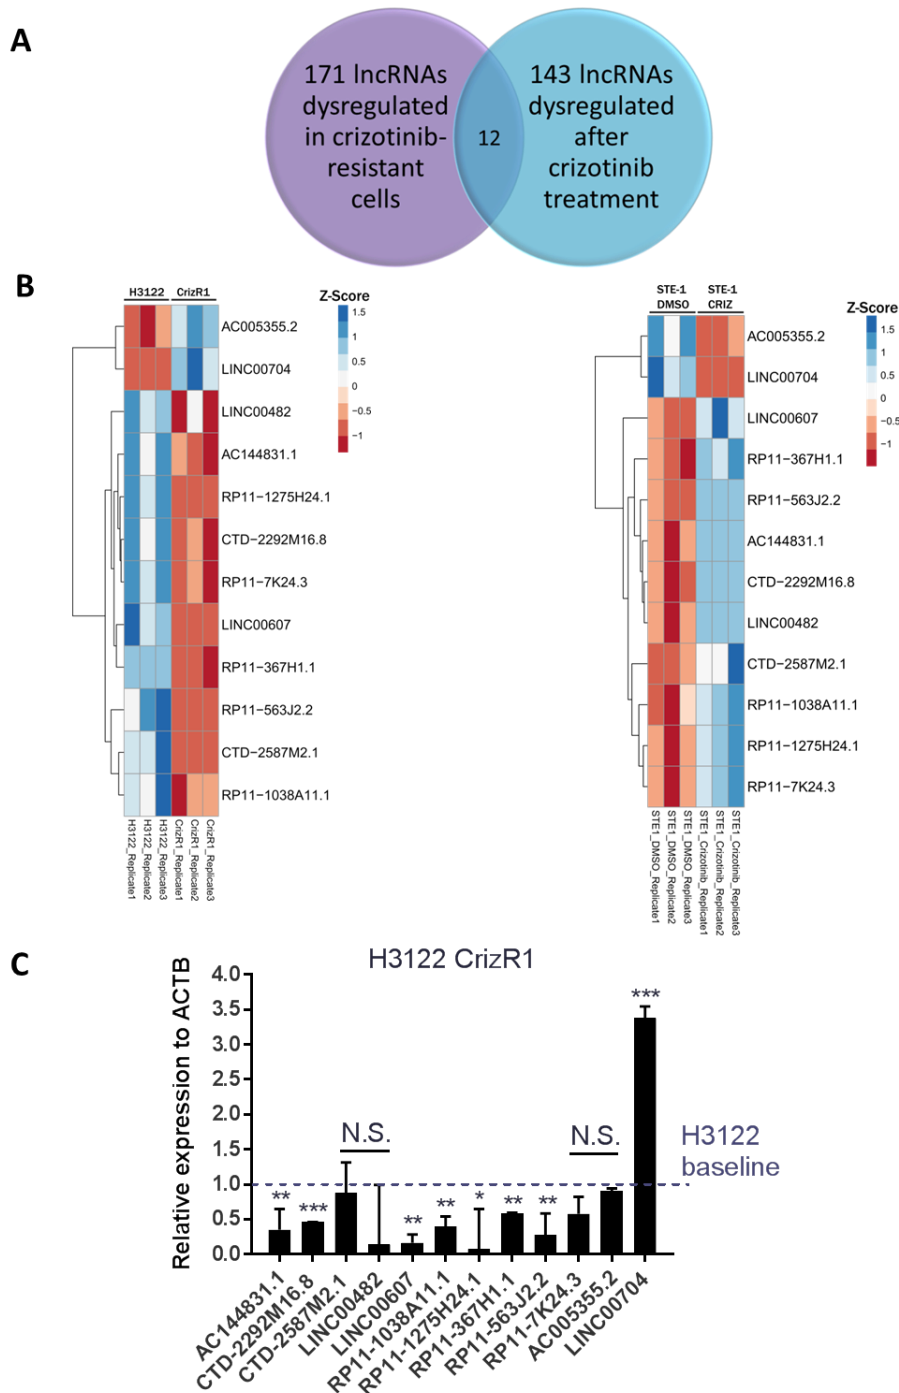 A
171 lncRNAs
dysregulated
in crizotinib-
resistant
cells
12
143 lncRNAs
dysregulated
after
crizotinib
treatment
B
H3122 CrizR1
Z-Score
1.5
1
0.5
0
−0.5
−1
AC005355.2
LINC00704
LINC00482
AC144831.1
RP11−1275H24.1
CTD−2292M16.8
RP11−7K24.3
LINC00607
RP11−367H1.1
RP11−563J2.2
CTD−2587M2.1
RP11−1038A11.1
H3122_Replicate1
H3122_Replicate2
H3122_Replicate3
CrizR1_Replicate1
CrizR1_Replicate2
CrizR1_Replicate3
STE-1
DMSO
STE-1
CRIZ
Z-Score
1.5
1
0.5
0
−0.5
−1
AC005355.2
LINC00704
LINC00607
RP11−367H1.1
RP11−563J2.2
AC144831.1
CTD−2292M16.8
LINC00482
CTD−2587M2.1
RP11−1038A11.1
RP11−1275H24.1
RP11−7K24.3
STE1_DMSO_Replicate1
STE1_DMSO_Replicate2
STE1_DMSO_Replicate3
STE1_Crizotinib_Replicate1
STE1_Crizotinib_Replicate2
STE1_Crizotinib_Replicate3
C
H3122 CrizR1
Relative expression to ACTB
4.0
3.5
3.0
2.5
2.0
1.5
1.0
0.5
0.0
**
***
N.S.
**
**
*
**
**
N.S.
***
H3122
baseline
AC144831.1
CTD-2292M16.8
CTD-2587M2.1
LINC00482
LINC00607
RP11-1038A11.1
RP11-1275H24.1
RP11-367H1.1
RP11-563J2.2
RP11-7K24.3
AC005355.2
LINC00704